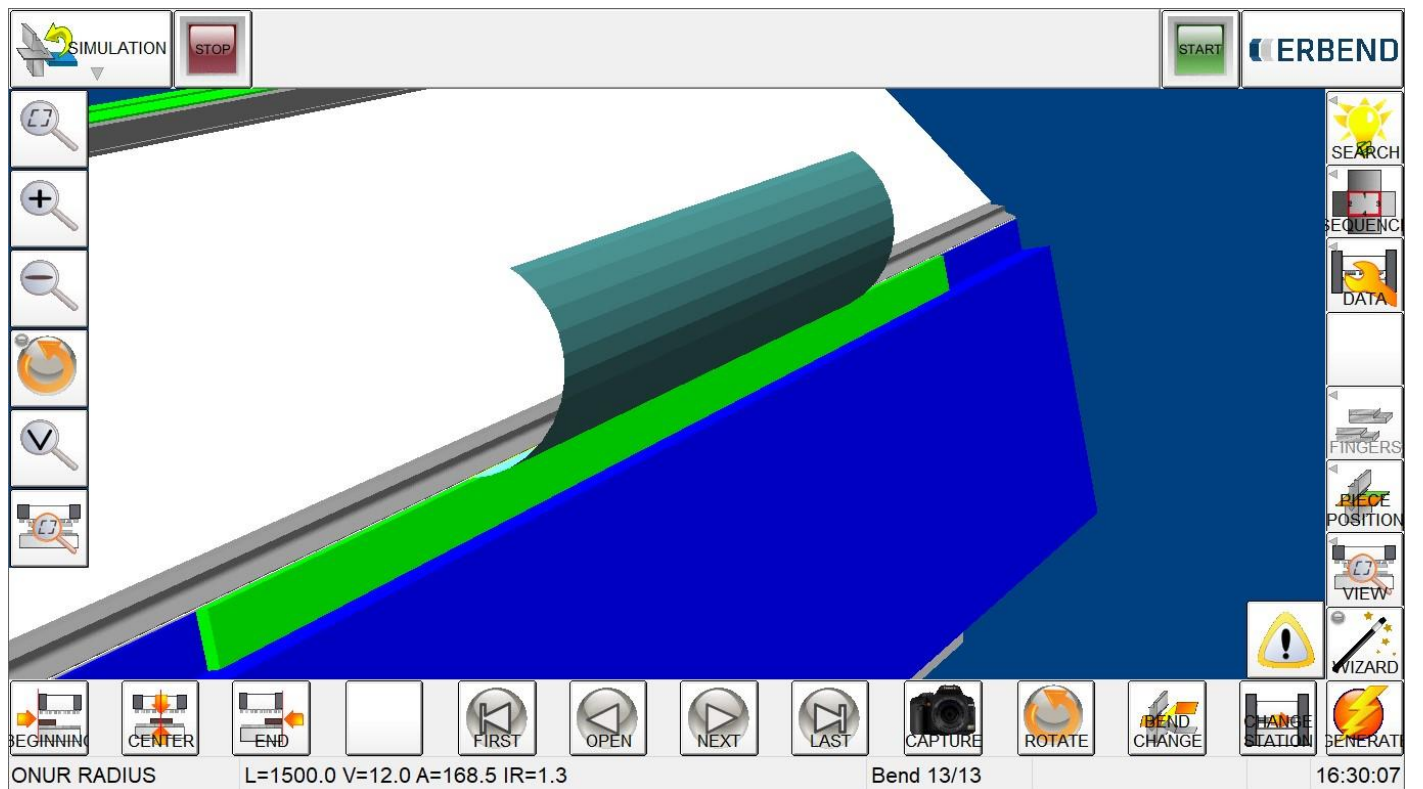 SIMULATION
STOP
START
ERBEND
SEARCH
SEQUENC
DATA
FINGERS
PIECE
POSITION
VIEW
WIZARD
BEGINNING
CENTER
END
FIRST
OPEN
NEXT
LAST
CAPTURE
ROTATE
BEND
CHANGE
CHANGE
STATION
GENERATE
ONUR RADIUS
L=1500.0 V=12.0 A=168.5 IR=1.3
Bend 13/13
16:30:07